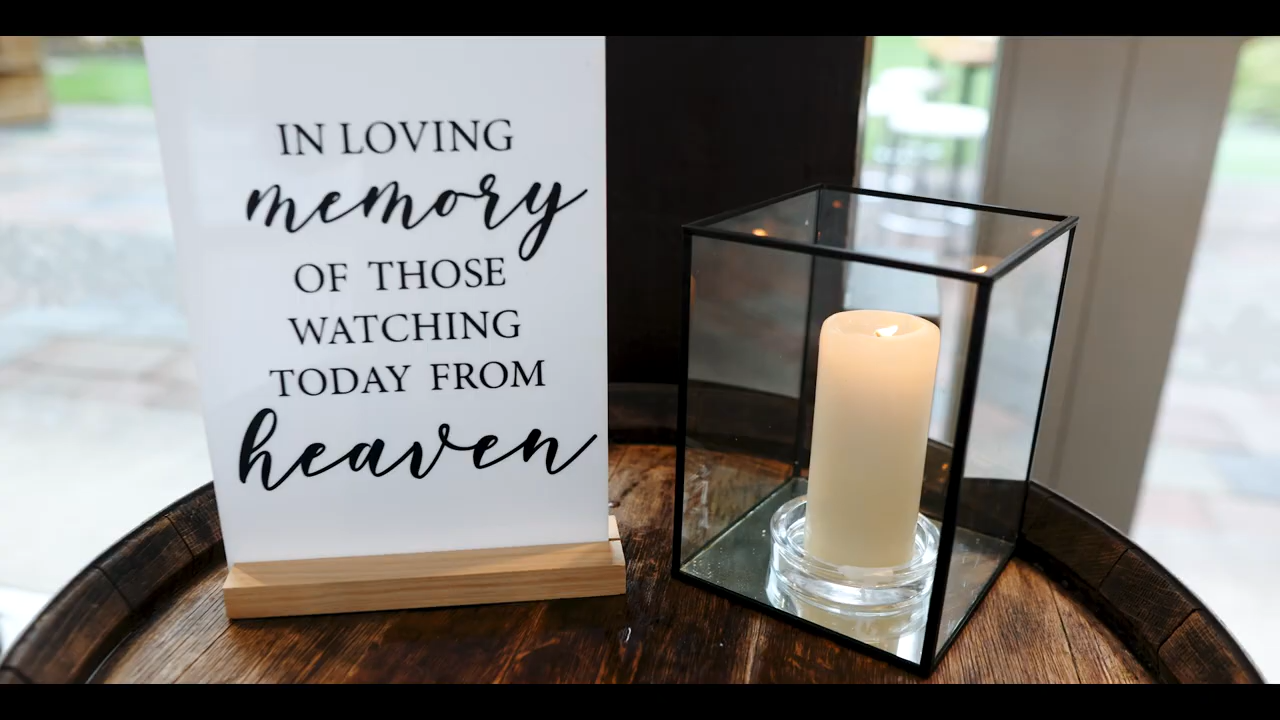 IN LOVING
memory
OF THOSE
WATCHING
TODAY FROM
heaven